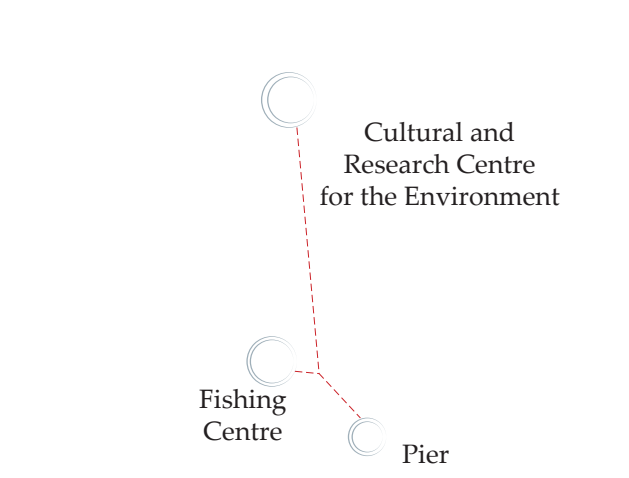 Cultural and
Research Centre
for the Environment
Fishing
Centre
Pier